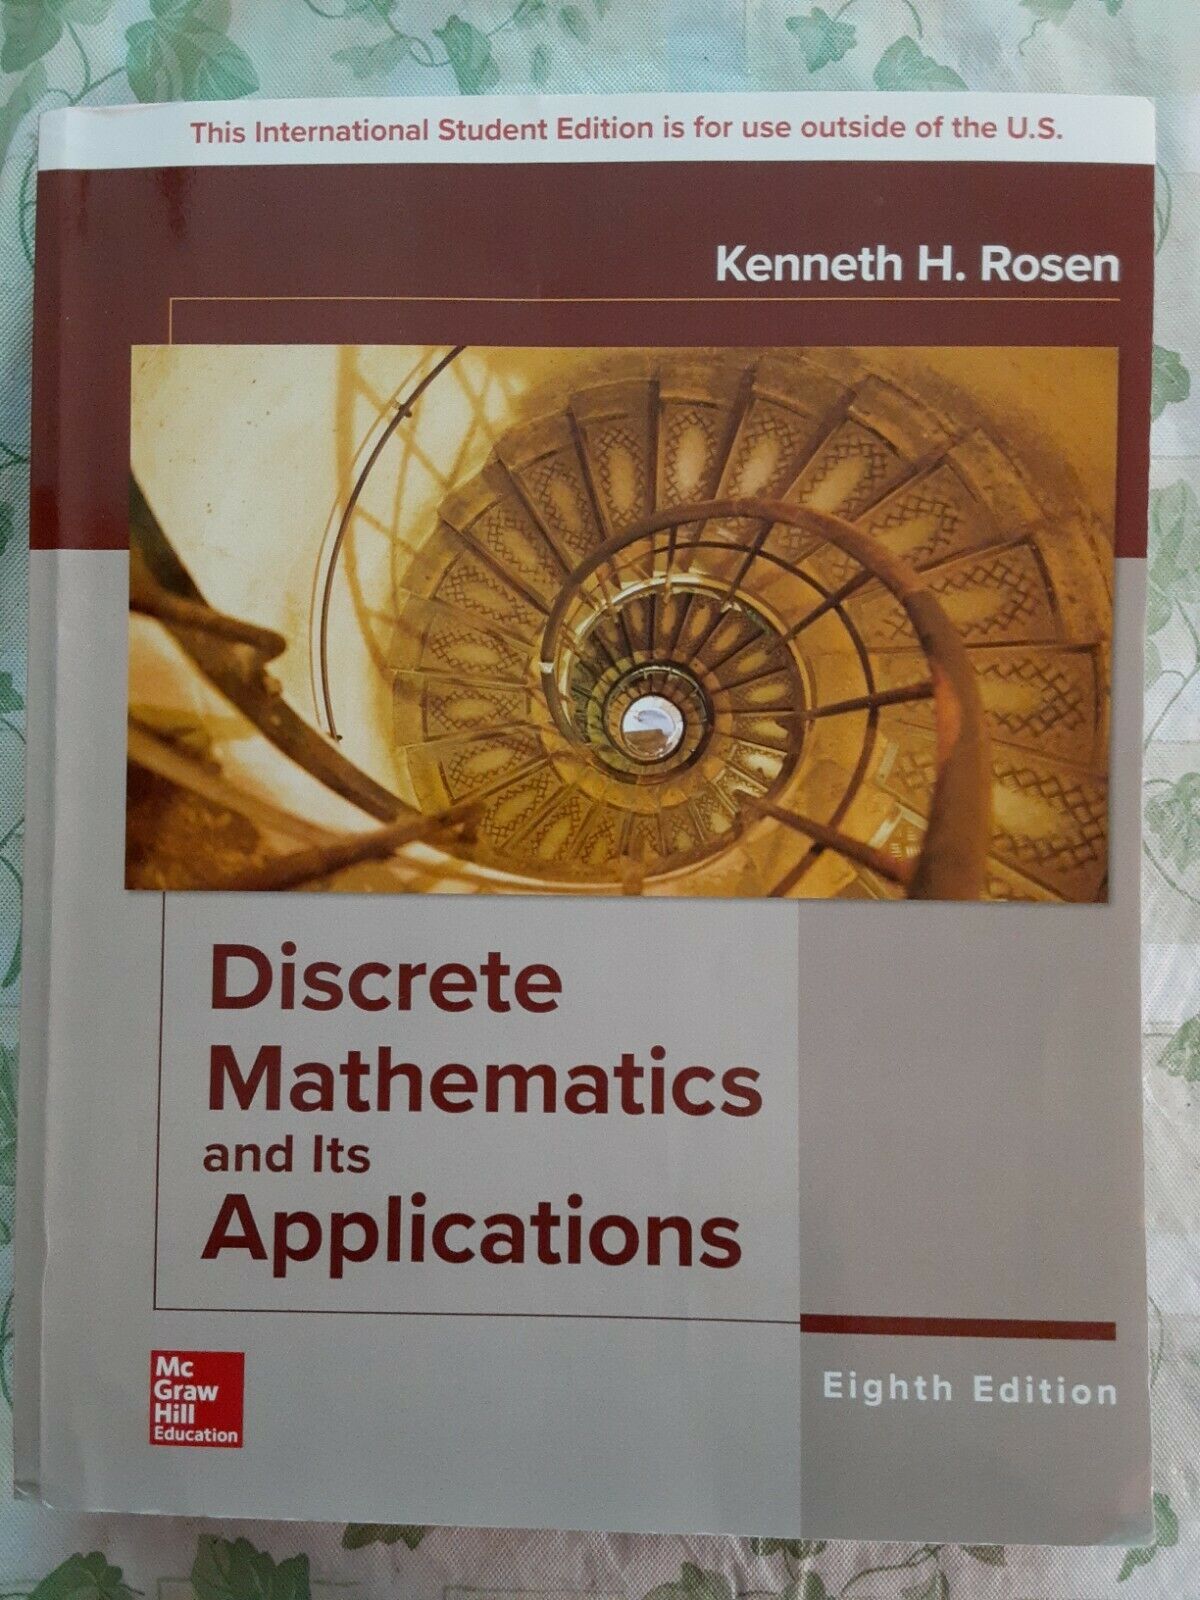 This International Student Edition is for use outside of the U.S.
Kenneth H. Rosen
Discrete
Mathematics
and Its
Applications
Eighth Edition
Mc
Graw
Hill
Education